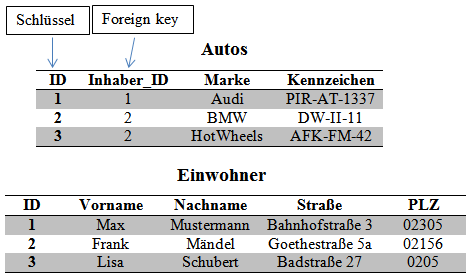 Schlüssel Foreign key
Autos
ID Inhaber_ID Marke Kennzeichen
1 1 Audi PIR-AT-1337
2 2 BMW DW-II-11
3 2 HotWheels AFK-FM-42
Einwohner
ID Vorname Nachname Straße PLZ
1 Max Mustermann Bahnhofstraße 3 02305
2 Frank Mändel Goethestraße 5a 02156
3 Lisa Schubert Badstraße 27 0205